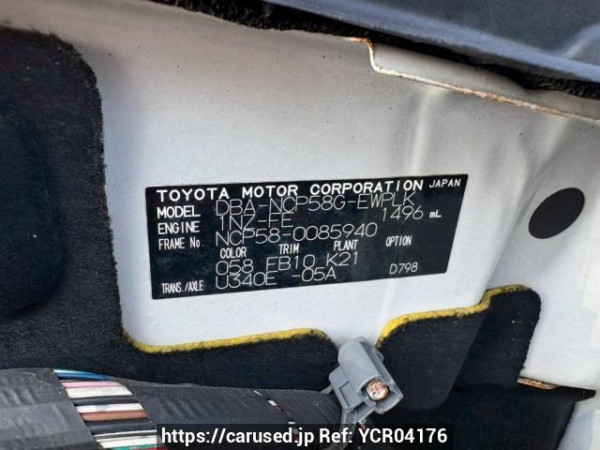 TOYOTA MOTOR CORPORATION JAPAN
MODEL DBA-NCP58G-EWPLK
ENGINE 1NZ-FE 1496 mL
FRAME No. NCP58-0085940
COLOR TRIM PLANT OPTION
058 FB10 K21
TRANS./AXLE U340E -05A D798
https://carused.jp Ref: YCR04176